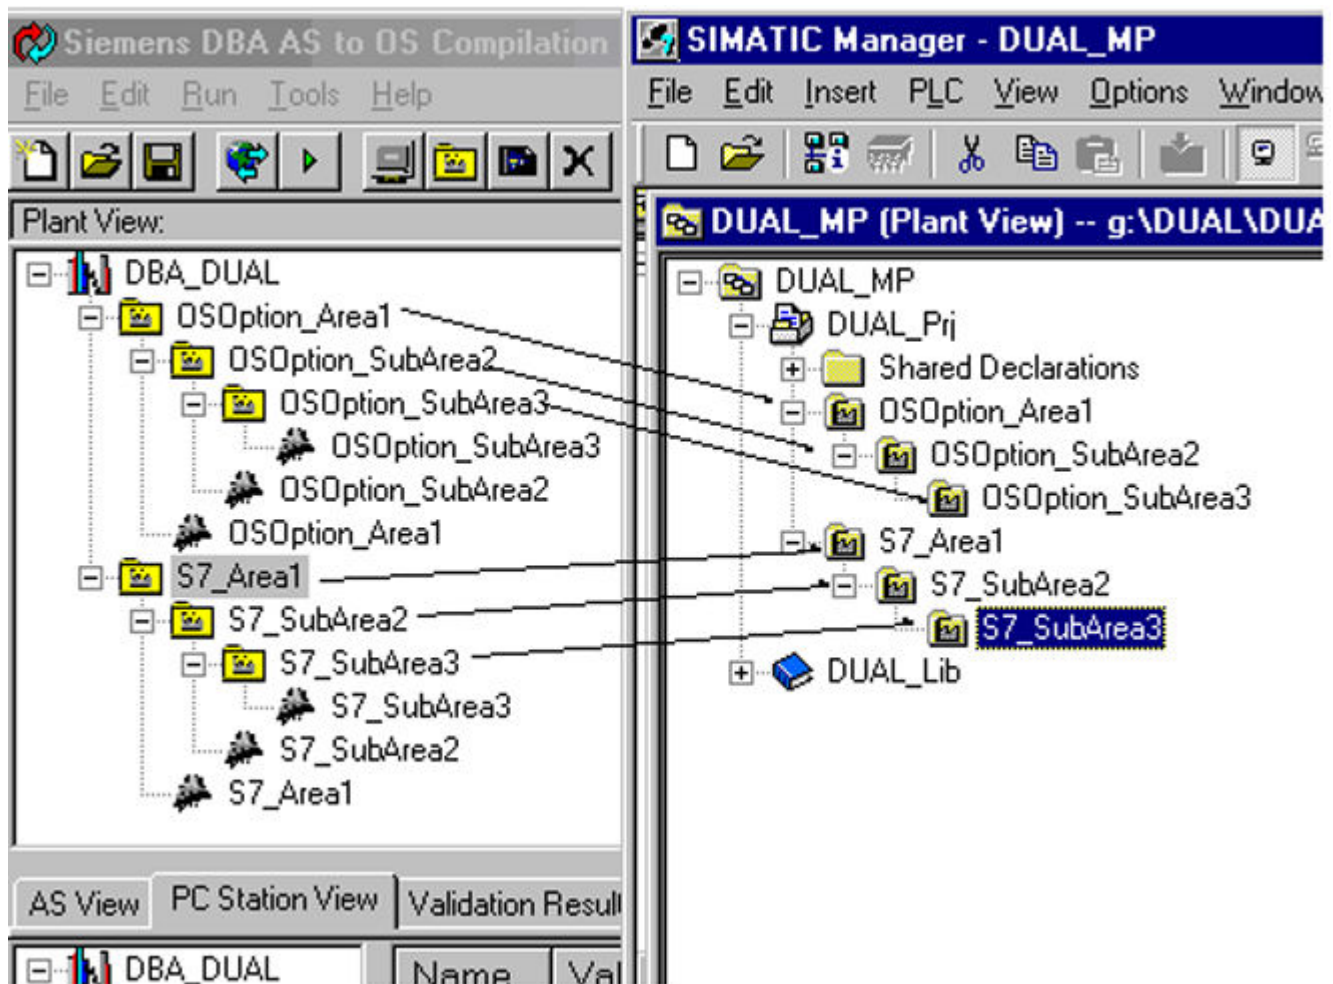 Siemens DBA AS to OS Compilation
File Edit Run Tools Help
Plant View:
DBA_DUAL
OSOption_Area1
OSOption_SubArea2
OSOption_SubArea3
OSOption_SubArea3
OSOption_SubArea2
OSOption_Area1
S7_Area1
S7_SubArea2
S7_SubArea3
S7_SubArea3
S7_SubArea2
S7_Area1
AS View PC Station View Validation Resul
DBA_DUAL
Name Val
SIMATIC Manager - DUAL_MP
File Edit Insert PLC View Options Window
DUAL_MP (Plant View) -- g:\DUAL\DUA
DUAL_MP
DUAL_Prj
Shared Declarations
OSOption_Area1
OSOption_SubArea2
OSOption_SubArea3
S7_Area1
S7_SubArea2
S7_SubArea3
DUAL_Lib